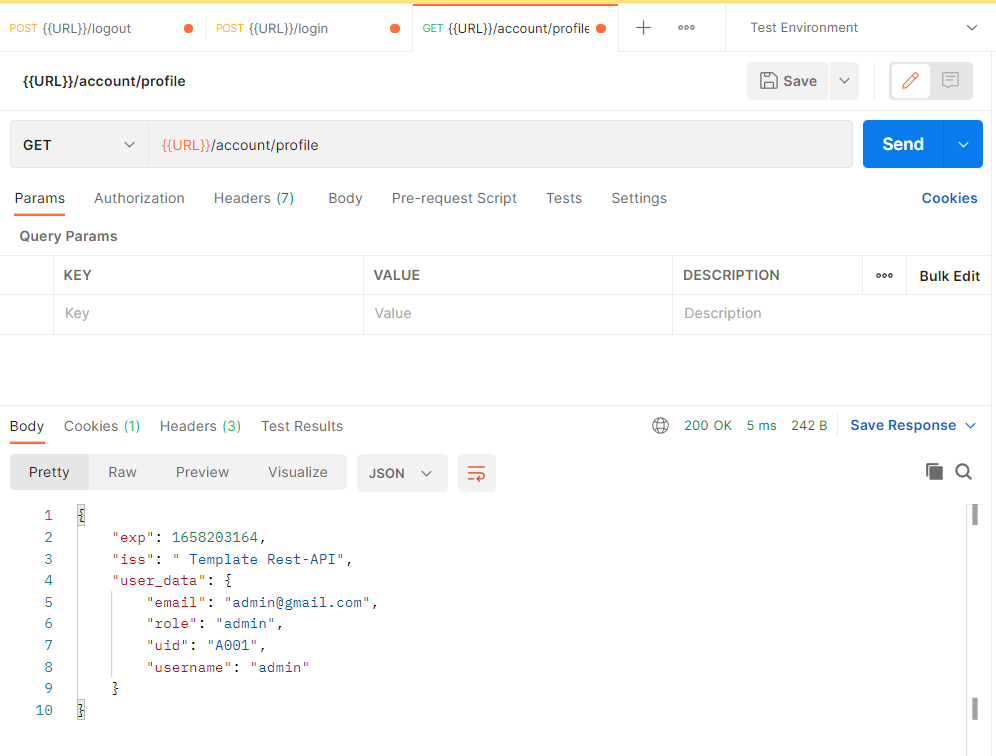 POST {{URL}}/logout POST {{URL}}/login GET {{URL}}/account/profile Test Environment
{{URL}}/account/profile Save
GET {{URL}}/account/profile Send
Params Authorization Headers (7) Body Pre-request Script Tests Settings Cookies
Query Params
KEY VALUE DESCRIPTION Bulk Edit
Key Value Description
Body Cookies (1) Headers (3) Test Results 200 OK 5 ms 242 B Save Response
Pretty Raw Preview Visualize JSON
1 {
2 "exp": 1658203164,
3 "iss": " Template Rest-API",
4 "user_data": {
5 "email": "admin@gmail.com",
6 "role": "admin",
7 "uid": "A001",
8 "username": "admin"
9 }
10 }